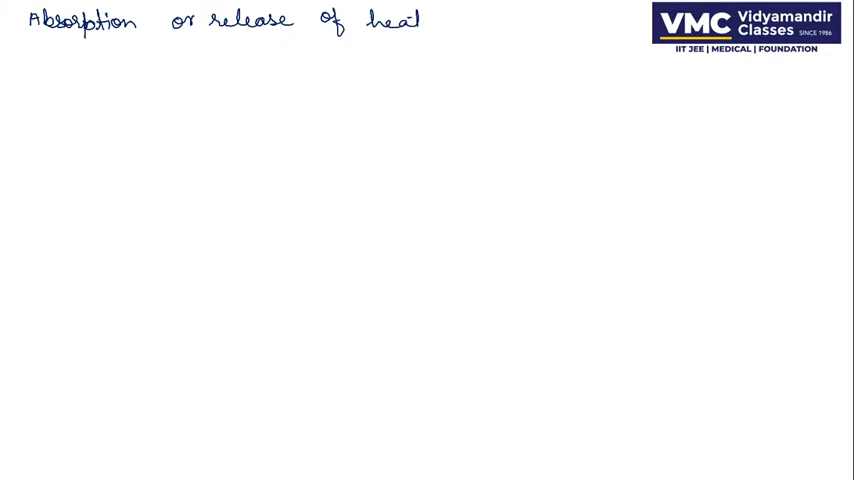 Absorption or release of heat
VMC Vidyamandir Classes SINCE 1986
IIT JEE | MEDICAL | FOUNDATION